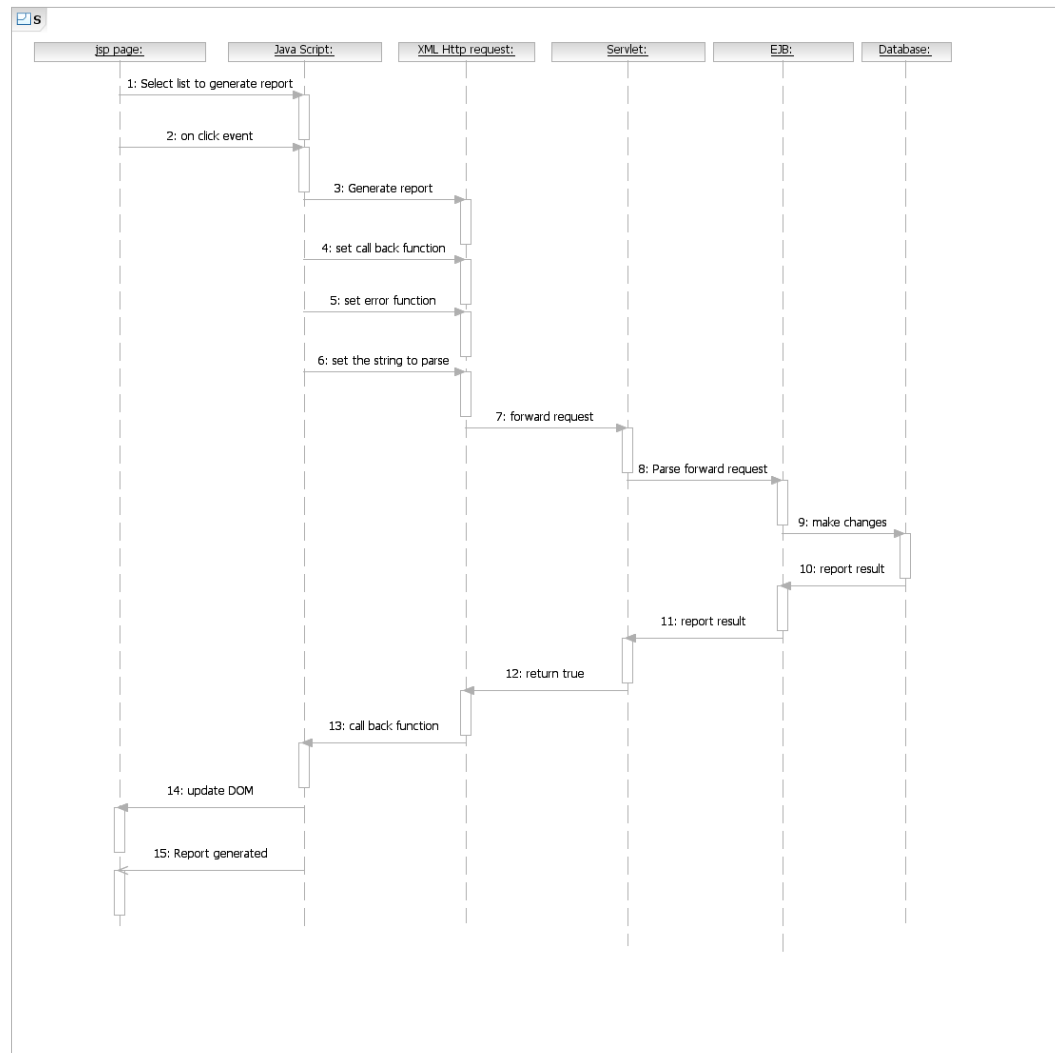 s
jsp page:
Java Script:
XML Http request:
Servlet:
EJB:
Database:
1: Select list to generate report
2: on click event
3: Generate report
4: set call back function
5: set error function
6: set the string to parse
7: forward request
8: Parse forward request
9: make changes
10: report result
11: report result
12: return true
13: call back function
14: update DOM
15: Report generated